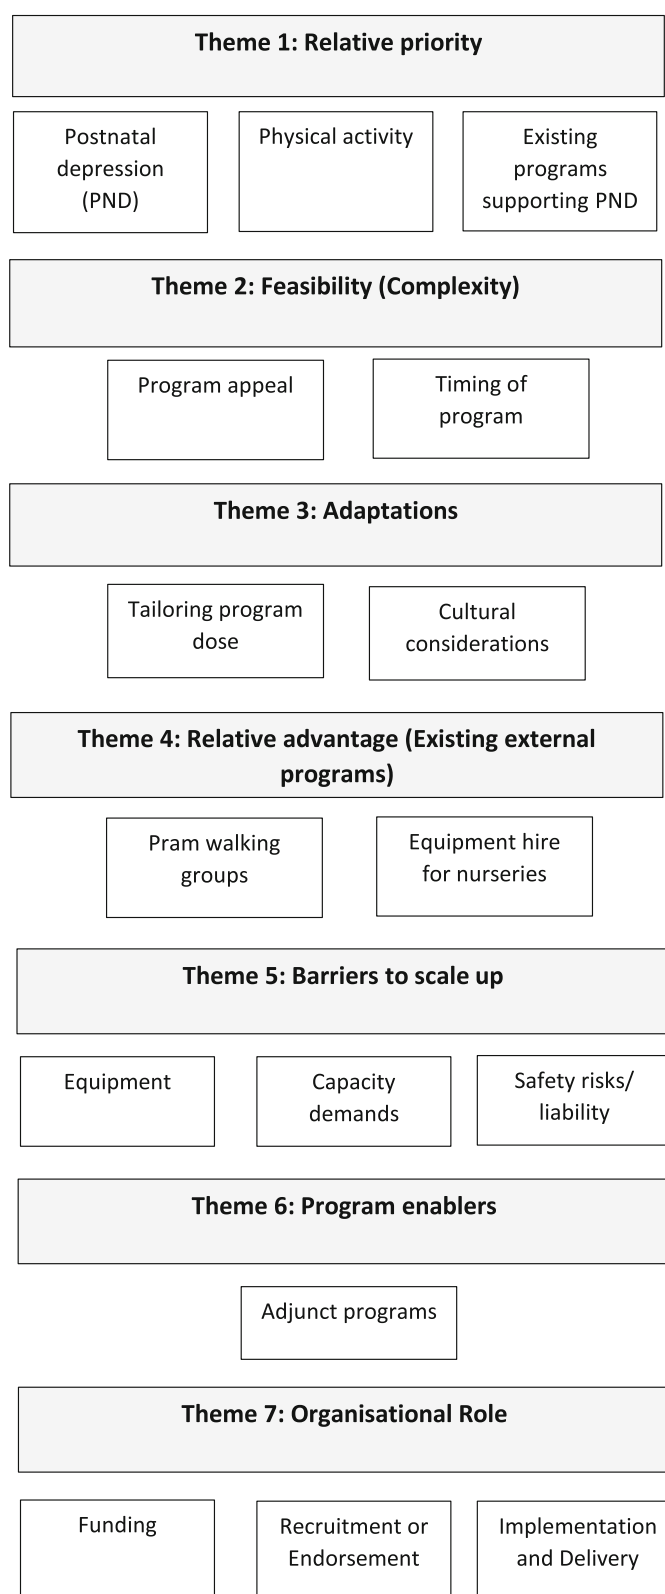 Theme 1: Relative priority
Postnatal
depression
(PND)
Physical activity
Existing
programs
supporting PND
Theme 2: Feasibility (Complexity)
Program appeal
Timing of
program
Theme 3: Adaptations
Tailoring program
dose
Cultural
considerations
Theme 4: Relative advantage (Existing external
programs)
Pram walking
groups
Equipment hire
for nurseries
Theme 5: Barriers to scale up
Equipment
Capacity
demands
Safety risks/
liability
Theme 6: Program enablers
Adjunct programs
Theme 7: Organisational Role
Funding
Recruitment or
Endorsement
Implementation
and Delivery